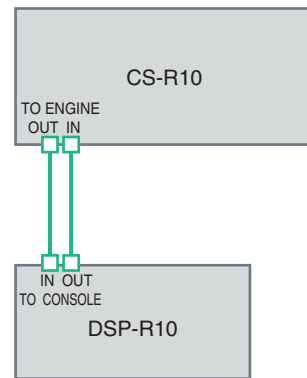 CS-R10
TO ENGINE
OUT IN
IN OUT
TO CONSOLE
DSP-R10